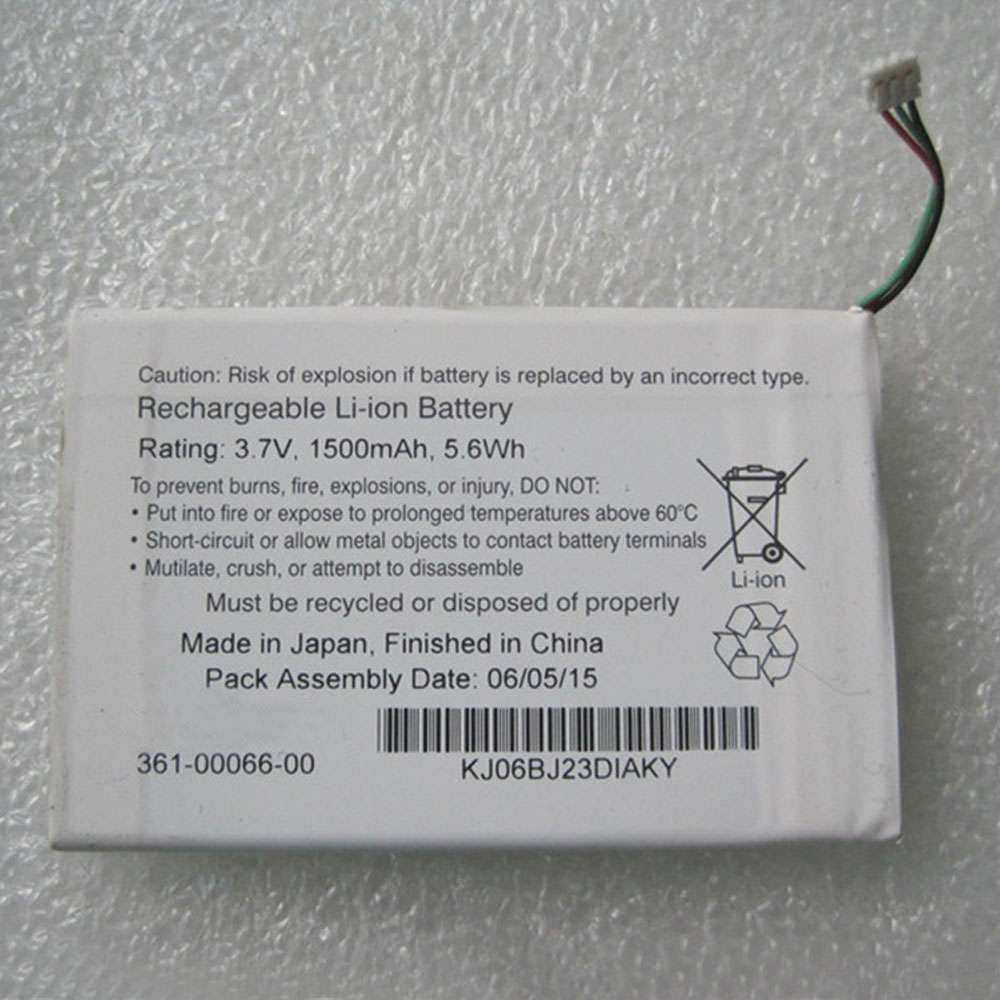 Caution: Risk of explosion if battery is replaced by an incorrect type.
Rechargeable Li-ion Battery
Rating: 3.7V, 1500mAh, 5.6Wh
To prevent burns, fire, explosions, or injury, DO NOT:
• Put into fire or expose to prolonged temperatures above 60°C
• Short-circuit or allow metal objects to contact battery terminals
• Mutilate, crush, or attempt to disassemble
Li-ion
Must be recycled or disposed of properly
Made in Japan, Finished in China
Pack Assembly Date: 06/05/15
361-00066-00
KJ06BJ23DIAKY